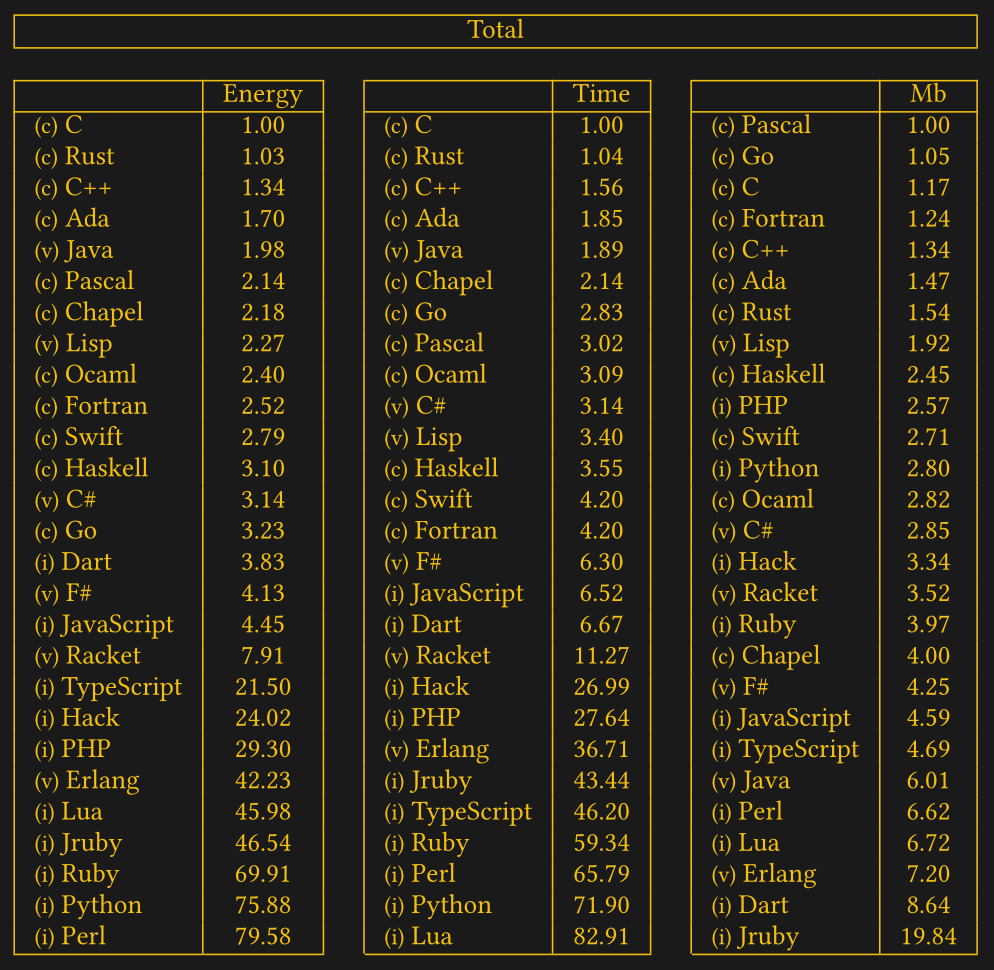 Total
Energy Time Mb
(c) C 1.00 (c) C 1.00 (c) Pascal 1.00
(c) Rust 1.03 (c) Rust 1.04 (c) Go 1.05
(c) C++ 1.34 (c) C++ 1.56 (c) C 1.17
(c) Ada 1.70 (c) Ada 1.85 (c) Fortran 1.24
(v) Java 1.98 (v) Java 1.89 (c) C++ 1.34
(c) Pascal 2.14 (c) Chapel 2.14 (c) Ada 1.47
(c) Chapel 2.18 (c) Go 2.83 (c) Rust 1.54
(v) Lisp 2.27 (c) Pascal 3.02 (v) Lisp 1.92
(c) Ocaml 2.40 (c) Ocaml 3.09 (c) Haskell 2.45
(c) Fortran 2.52 (v) C# 3.14 (i) PHP 2.57
(c) Swift 2.79 (v) Lisp 3.40 (c) Swift 2.71
(c) Haskell 3.10 (c) Haskell 3.55 (i) Python 2.80
(v) C# 3.14 (c) Swift 4.20 (c) Ocaml 2.82
(c) Go 3.23 (c) Fortran 4.20 (v) C# 2.85
(i) Dart 3.83 (v) F# 6.30 (i) Hack 3.34
(v) F# 4.13 (i) JavaScript 6.52 (v) Racket 3.52
(i) JavaScript 4.45 (i) Dart 6.67 (i) Ruby 3.97
(v) Racket 7.91 (v) Racket 11.27 (c) Chapel 4.00
(i) TypeScript 21.50 (i) Hack 26.99 (v) F# 4.25
(i) Hack 24.02 (i) PHP 27.64 (i) JavaScript 4.59
(i) PHP 29.30 (v) Erlang 36.71 (i) TypeScript 4.69
(v) Erlang 42.23 (i) Jruby 43.44 (v) Java 6.01
(i) Lua 45.98 (i) TypeScript 46.20 (i) Perl 6.62
(i) Jruby 46.54 (i) Ruby 59.34 (i) Lua 6.72
(i) Ruby 69.91 (i) Perl 65.79 (v) Erlang 7.20
(i) Python 75.88 (i) Python 71.90 (i) Dart 8.64
(i) Perl 79.58 (i) Lua 82.91 (i) Jruby 19.84